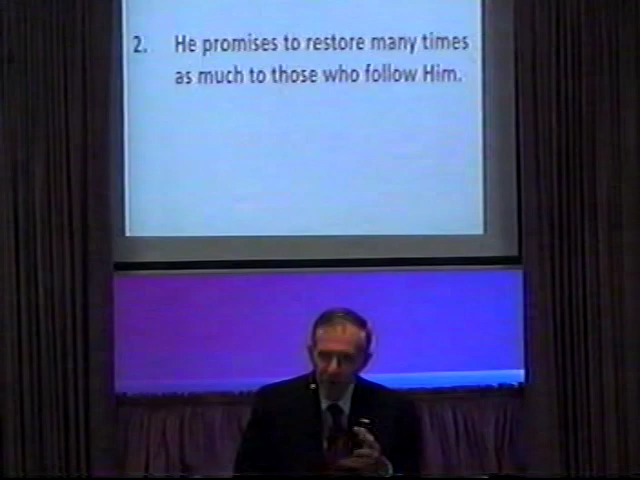 2. He promises to restore many times
as much to those who follow Him.